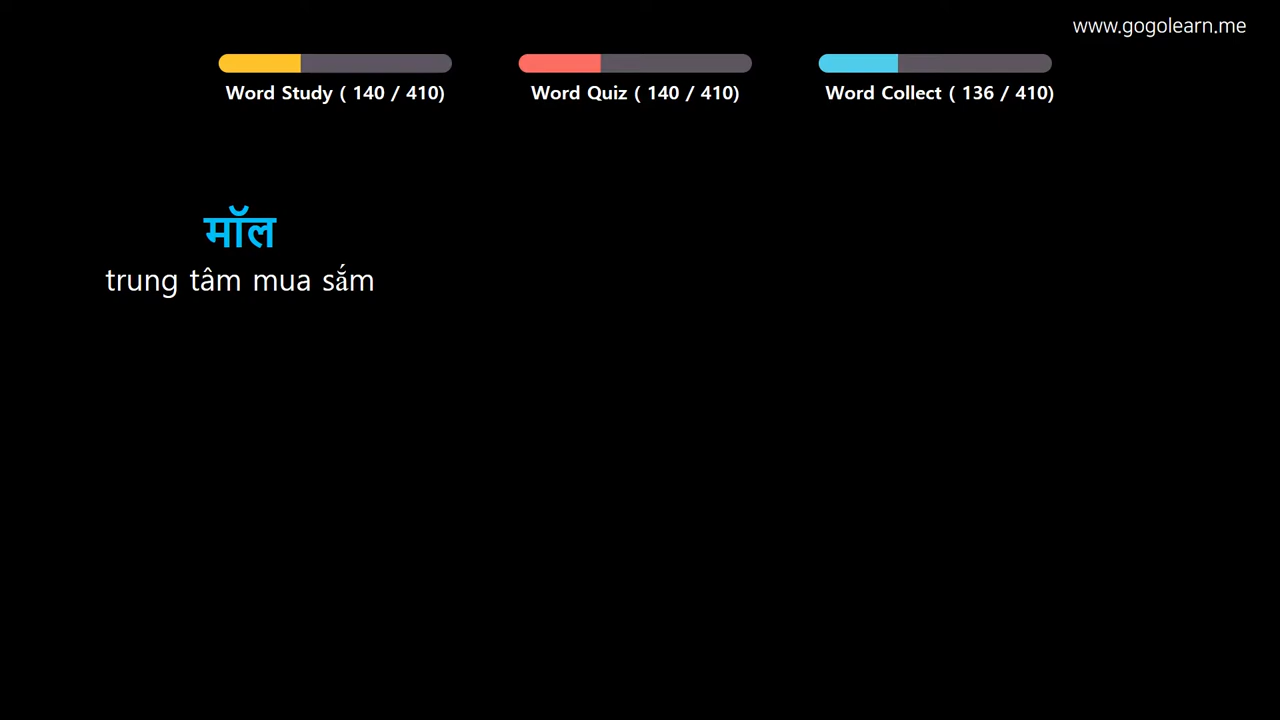 www.gogolearn.me
Word Study ( 140 / 410)
Word Quiz ( 140 / 410)
Word Collect ( 136 / 410)
मॉल
trung tâm mua sắm